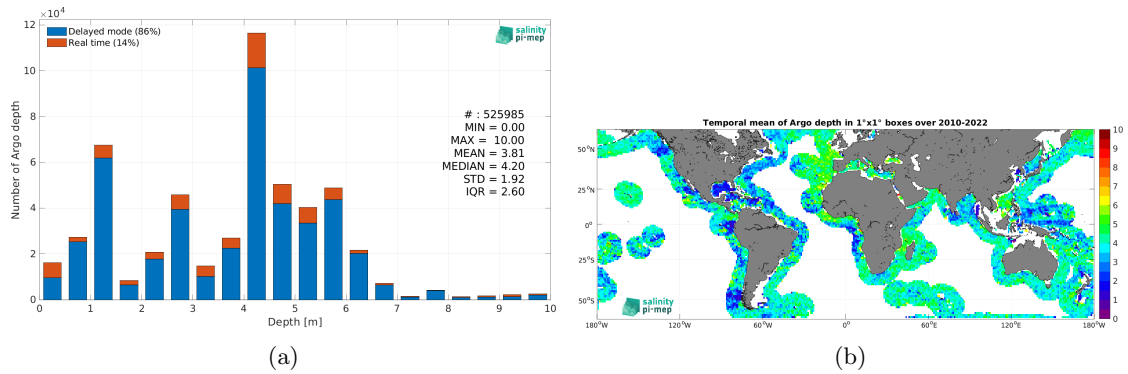 ×10⁴
12
10
8
6
4
2
0
Number of Argo depth
Delayed mode (86%)
Real time (14%)
salinity
pi-mep
# : 525985
MIN = 0.00
MAX = 10.00
MEAN = 3.81
MEDIAN = 4.20
STD = 1.92
IQR = 2.60
0 1 2 3 4 5 6 7 8 9 10
Depth [m]
(a)
Temporal mean of Argo depth in 1°x1° boxes over 2010-2022
50°N
25°N
0°
25°S
50°S
180°W 120°W 60°W 0° 60°E 120°E 180°W
salinity
pi-mep
10
9
8
7
6
5
4
3
2
1
0
(b)